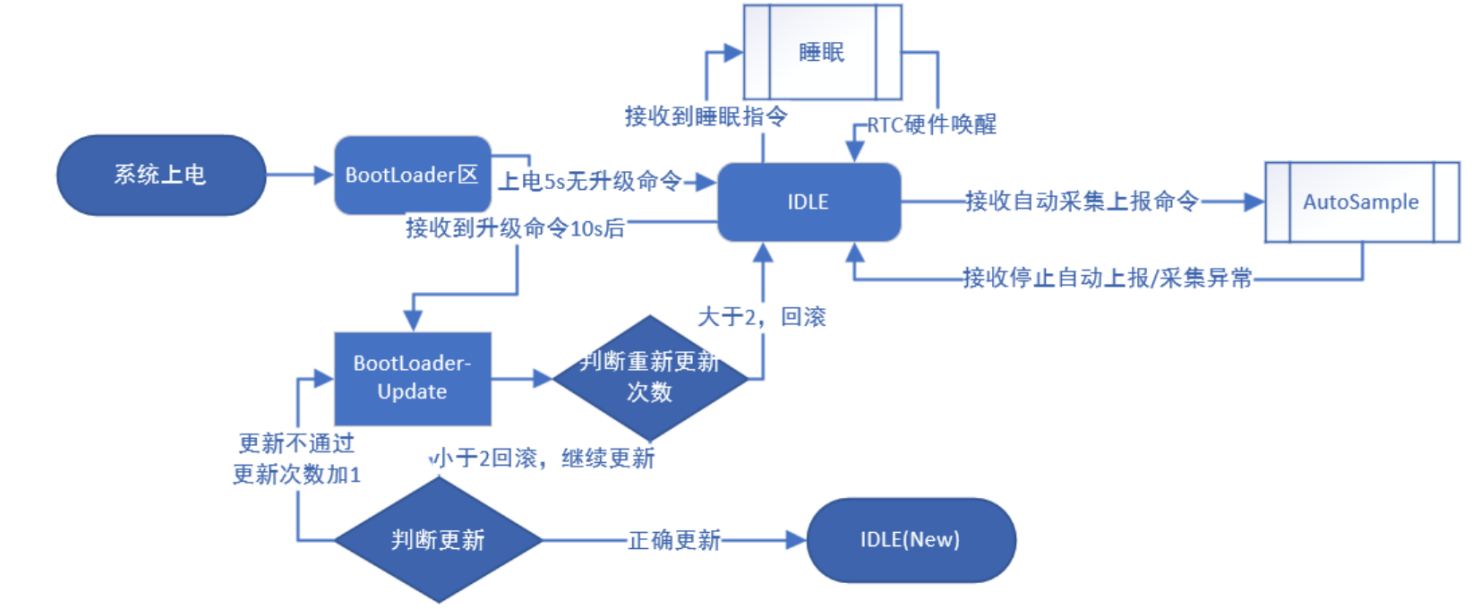 睡眠
接收到睡眠指令
RTC硬件唤醒
系统上电
BootLoader区
上电5s无升级命令
IDLE
接收自动采集上报命令
AutoSample
接收到升级命令10s后
接收停止自动上报/采集异常
大于2，回滚
BootLoader-
Update
判断重新更新
次数
更新不通过
更新次数加1
小于2回滚，继续更新
判断更新
正确更新
IDLE(New)